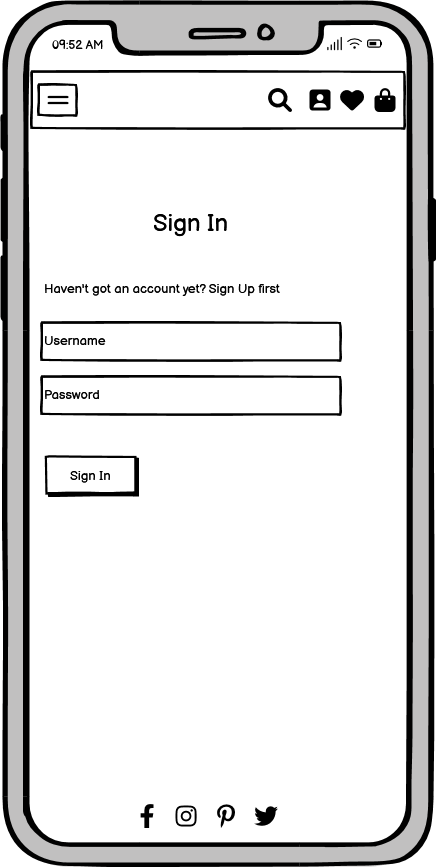 09:52 AM
Sign In
Haven't got an account yet? Sign Up first
Username
Password
Sign In